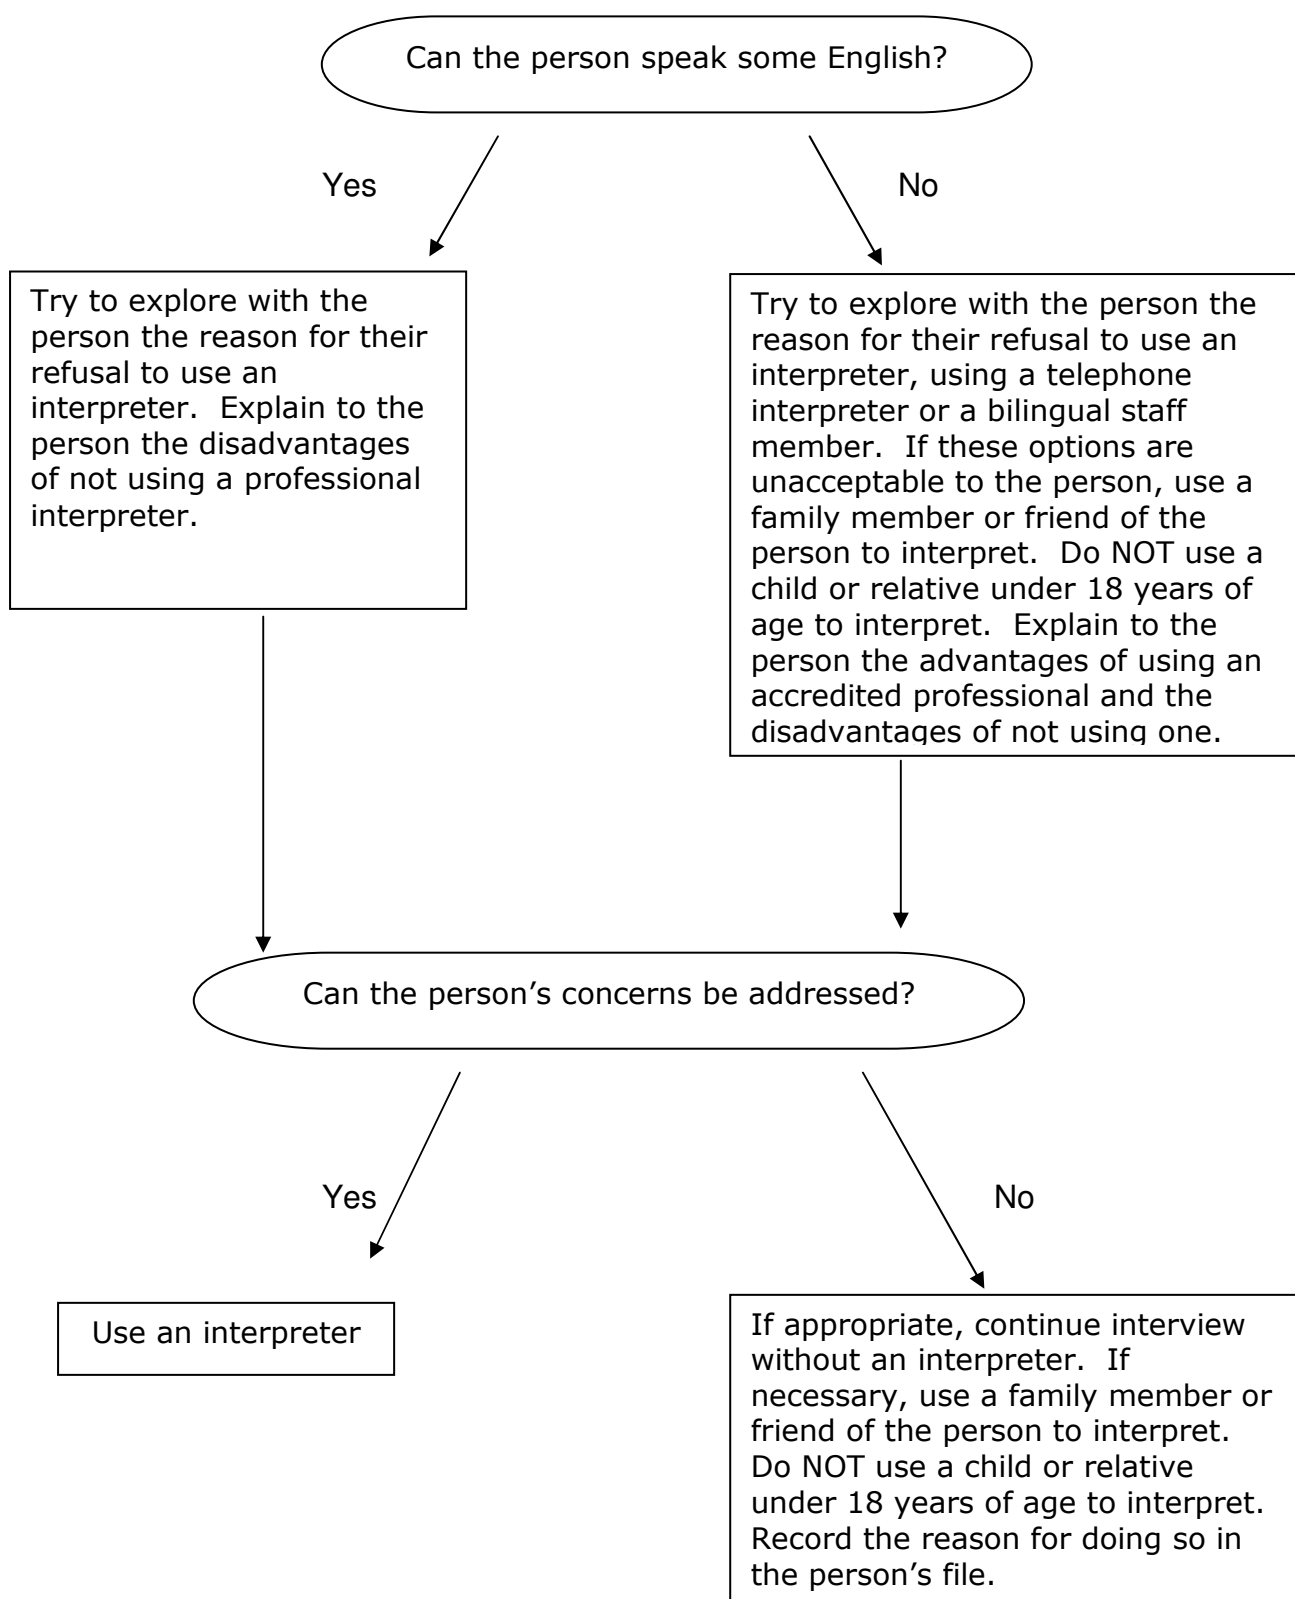 Can the person speak some English?
Yes
No
Try to explore with the
person the reason for their
refusal to use an
interpreter.  Explain to the
person the disadvantages
of not using a professional
interpreter.
Try to explore with the person the
reason for their refusal to use an
interpreter, using a telephone
interpreter or a bilingual staff
member.  If these options are
unacceptable to the person, use a
family member or friend of the
person to interpret.  Do NOT use a
child or relative under 18 years of
age to interpret.  Explain to the
person the advantages of using an
accredited professional and the
disadvantages of not using one.
Can the person’s concerns be addressed?
Yes
No
Use an interpreter
If appropriate, continue interview
without an interpreter.  If
necessary, use a family member or
friend of the person to interpret.
Do NOT use a child or relative
under 18 years of age to interpret.
Record the reason for doing so in
the person’s file.